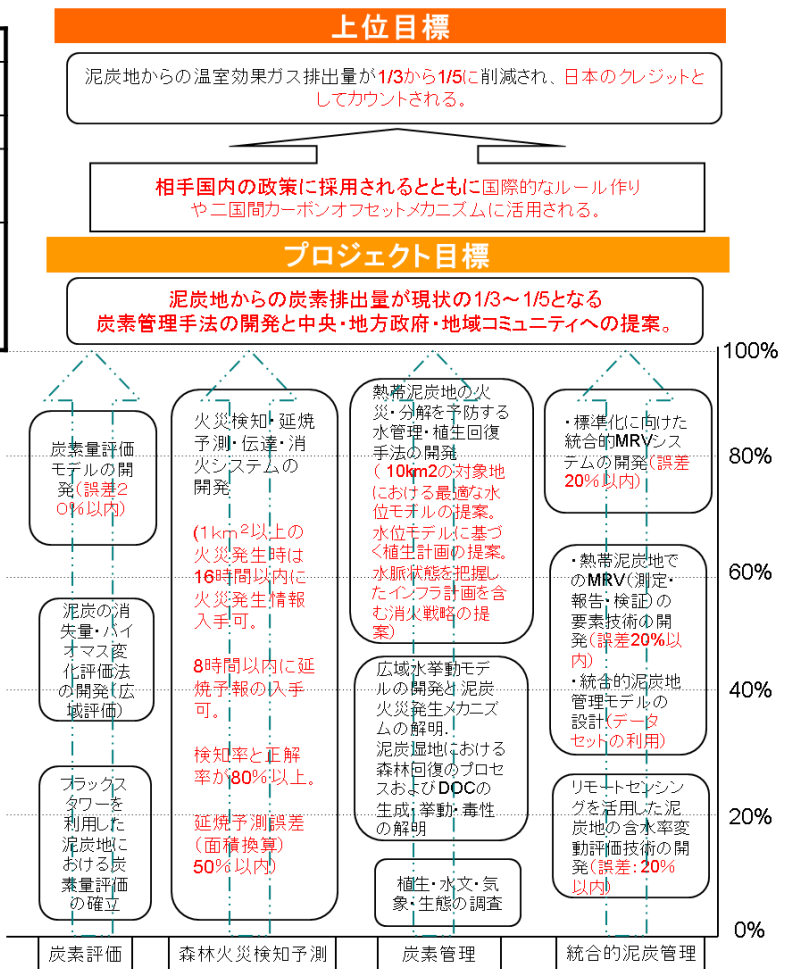 上位目標
泥炭地からの温室効果ガス排出量が1/3から1/5に削減され、日本のクレジットと
してカウントされる。
相手国内の政策に採用されるとともに国際的なルール作り
や二国間カーボンオフセットメカニズムに活用される。
プロジェクト目標
泥炭地からの炭素排出量が現状の1/3～1/5となる
炭素管理手法の開発と中央・地方政府・地域コミュニティへの提案。
100%
80%
60%
40%
20%
0%
炭素量評価
モデルの開
発(誤差2
0%以内)
泥炭の消
失量・バイ
オマス変
化評価法
の開発(広
域評価)
フラックス
タワーを
利用した
泥炭地に
おける炭
素量評価
の確立
炭素評価
火災検知・延焼
予測・伝達・消
火システムの
開発
(1km²以上の
火災発生時は
16時間以内に
火災発生情報
入手可。
8時間以内に延
焼予報の入手
可。
検知率と正解
率が80%以上。
延焼予測誤差
(面積換算)
50%以内)
森林火災検知予測
熱帯泥炭地の火
災・分解を予防する
水管理・植生回復
手法の開発
(10km2の対象地
における最適な水
位モデルの提案。
水位モデルに基づ
く植生計画の提案。
水脈状態を把握し
たインフラ計画を含
む消火戦略の提
案)
広域水挙動モデ
ルの開発と泥炭
火災発生メカニズ
ムの解明.
泥炭湿地における
森林回復のプロセ
スおよびDOCの
生成・挙動・毒性
の解明
植生・水文・気
象・生態の調査
炭素管理
・標準化に向けた
統合的MRVシス
テムの開発(誤差
20%以内)
・熱帯泥炭地で
のMRV(測定・
報告・検証)の
要素技術の開
発(誤差20%以
内)
・統合的泥炭地
管理モデルの
設計(データ
セットの利用)
リモートセンシン
グを活用した泥
炭地の含水率変
動評価技術の開
発(誤差:20%
以内)
統合的泥炭管理